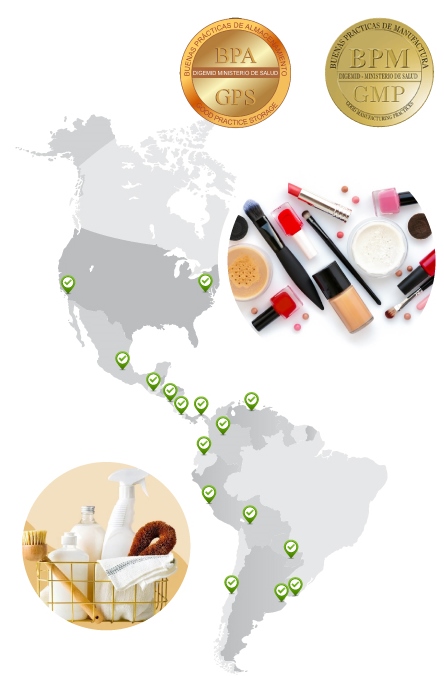 BUENAS PRÁCTICAS DE ALMACENAMIENTO
BPA
DIGEMID MINISTERIO DE SALUD
GPS
GOOD PRACTICE STORAGE
BUENAS PRÁCTICAS DE MANUFACTURA
BPM
DIGEMID - MINISTERIO DE SALUD
GMP
GOOD MANUFACTURING PRACTICES